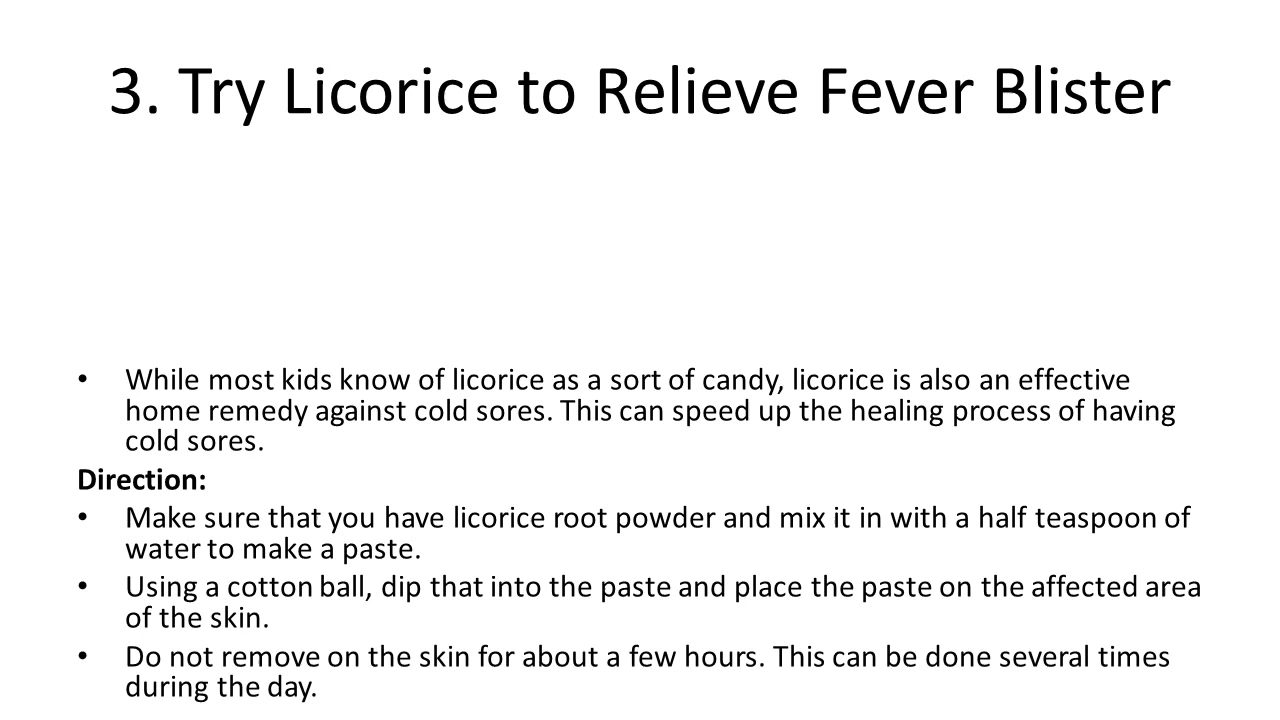 3. Try Licorice to Relieve Fever Blister
• While most kids know of licorice as a sort of candy, licorice is also an effective
home remedy against cold sores. This can speed up the healing process of having
cold sores.
Direction:
• Make sure that you have licorice root powder and mix it in with a half teaspoon of
water to make a paste.
• Using a cotton ball, dip that into the paste and place the paste on the affected area
of the skin.
• Do not remove on the skin for about a few hours. This can be done several times
during the day.